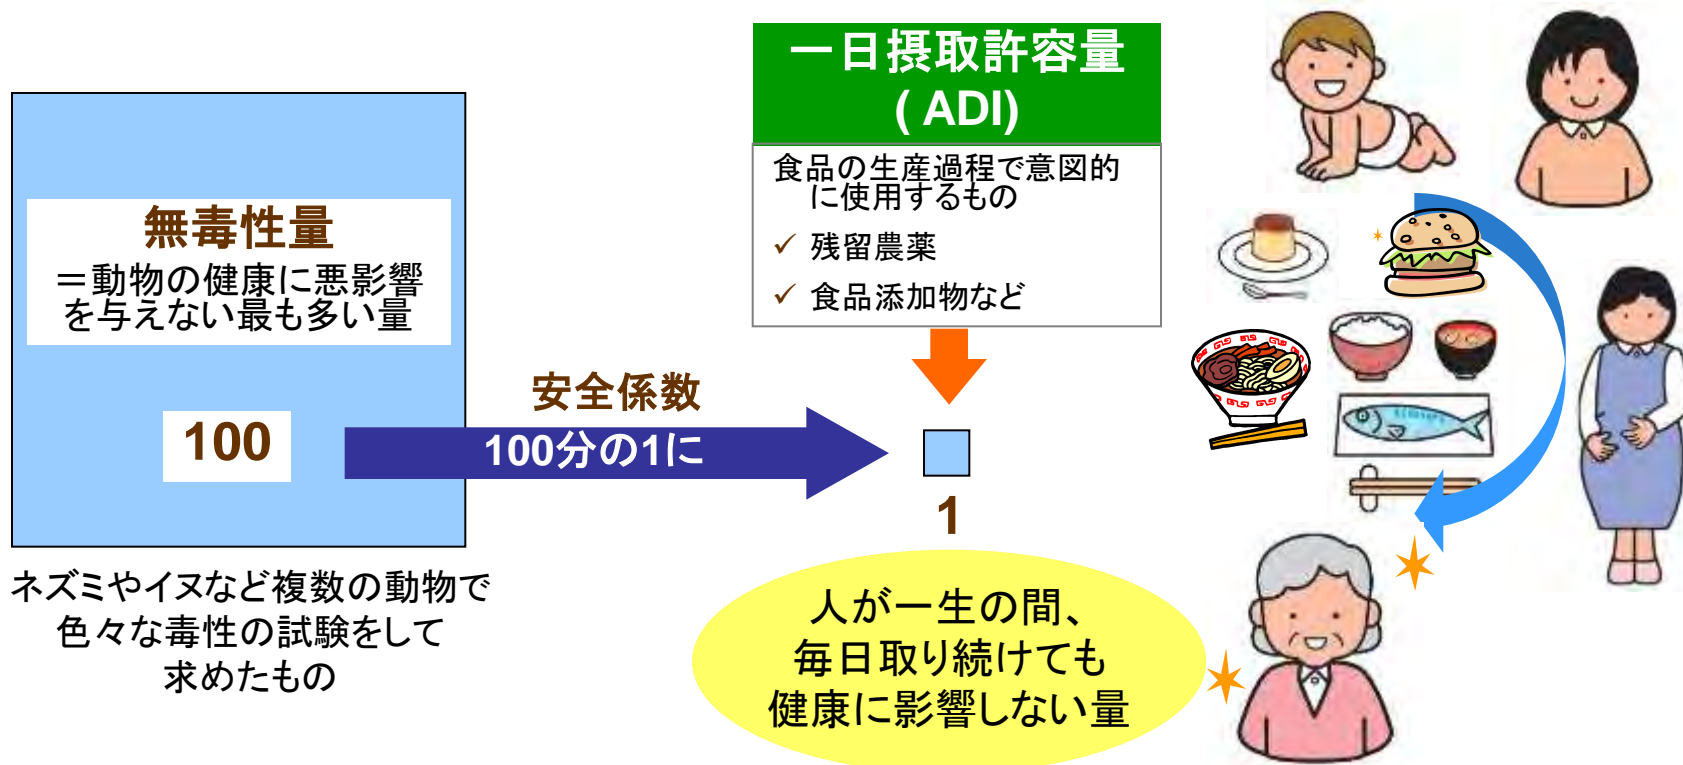 無毒性量
＝動物の健康に悪影響
を与えない最も多い量
100
ネズミやイヌなど複数の動物で
色々な毒性の試験をして
求めたもの
安全係数
100分の1に
一日摂取許容量
( ADI)
食品の生産過程で意図的
に使用するもの
✓ 残留農薬
✓ 食品添加物など
1
人が一生の間、
毎日取り続けても
健康に影響しない量